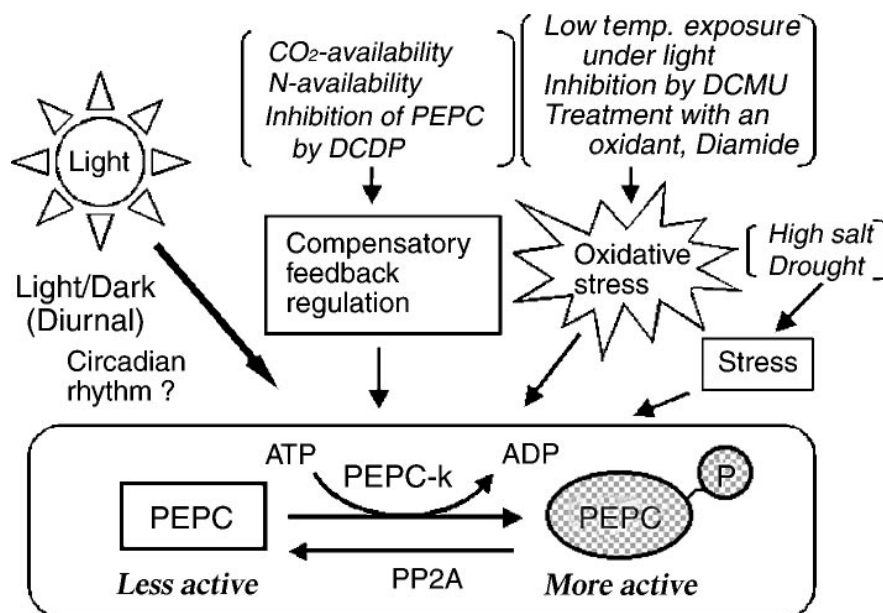 CO₂-availability
N-availability
Inhibition of PEPC
by DCDP
Low temp. exposure
under light
Inhibition by DCMU
Treatment with an
oxidant, Diamide
Light
Compensatory
feedback
regulation
Oxidative
stress
High salt
Drought
Light/Dark
(Diurnal)
Circadian
rhythm ?
Stress
ATP
PEPC-k
ADP
P
PEPC
PEPC
Less active
PP2A
More active